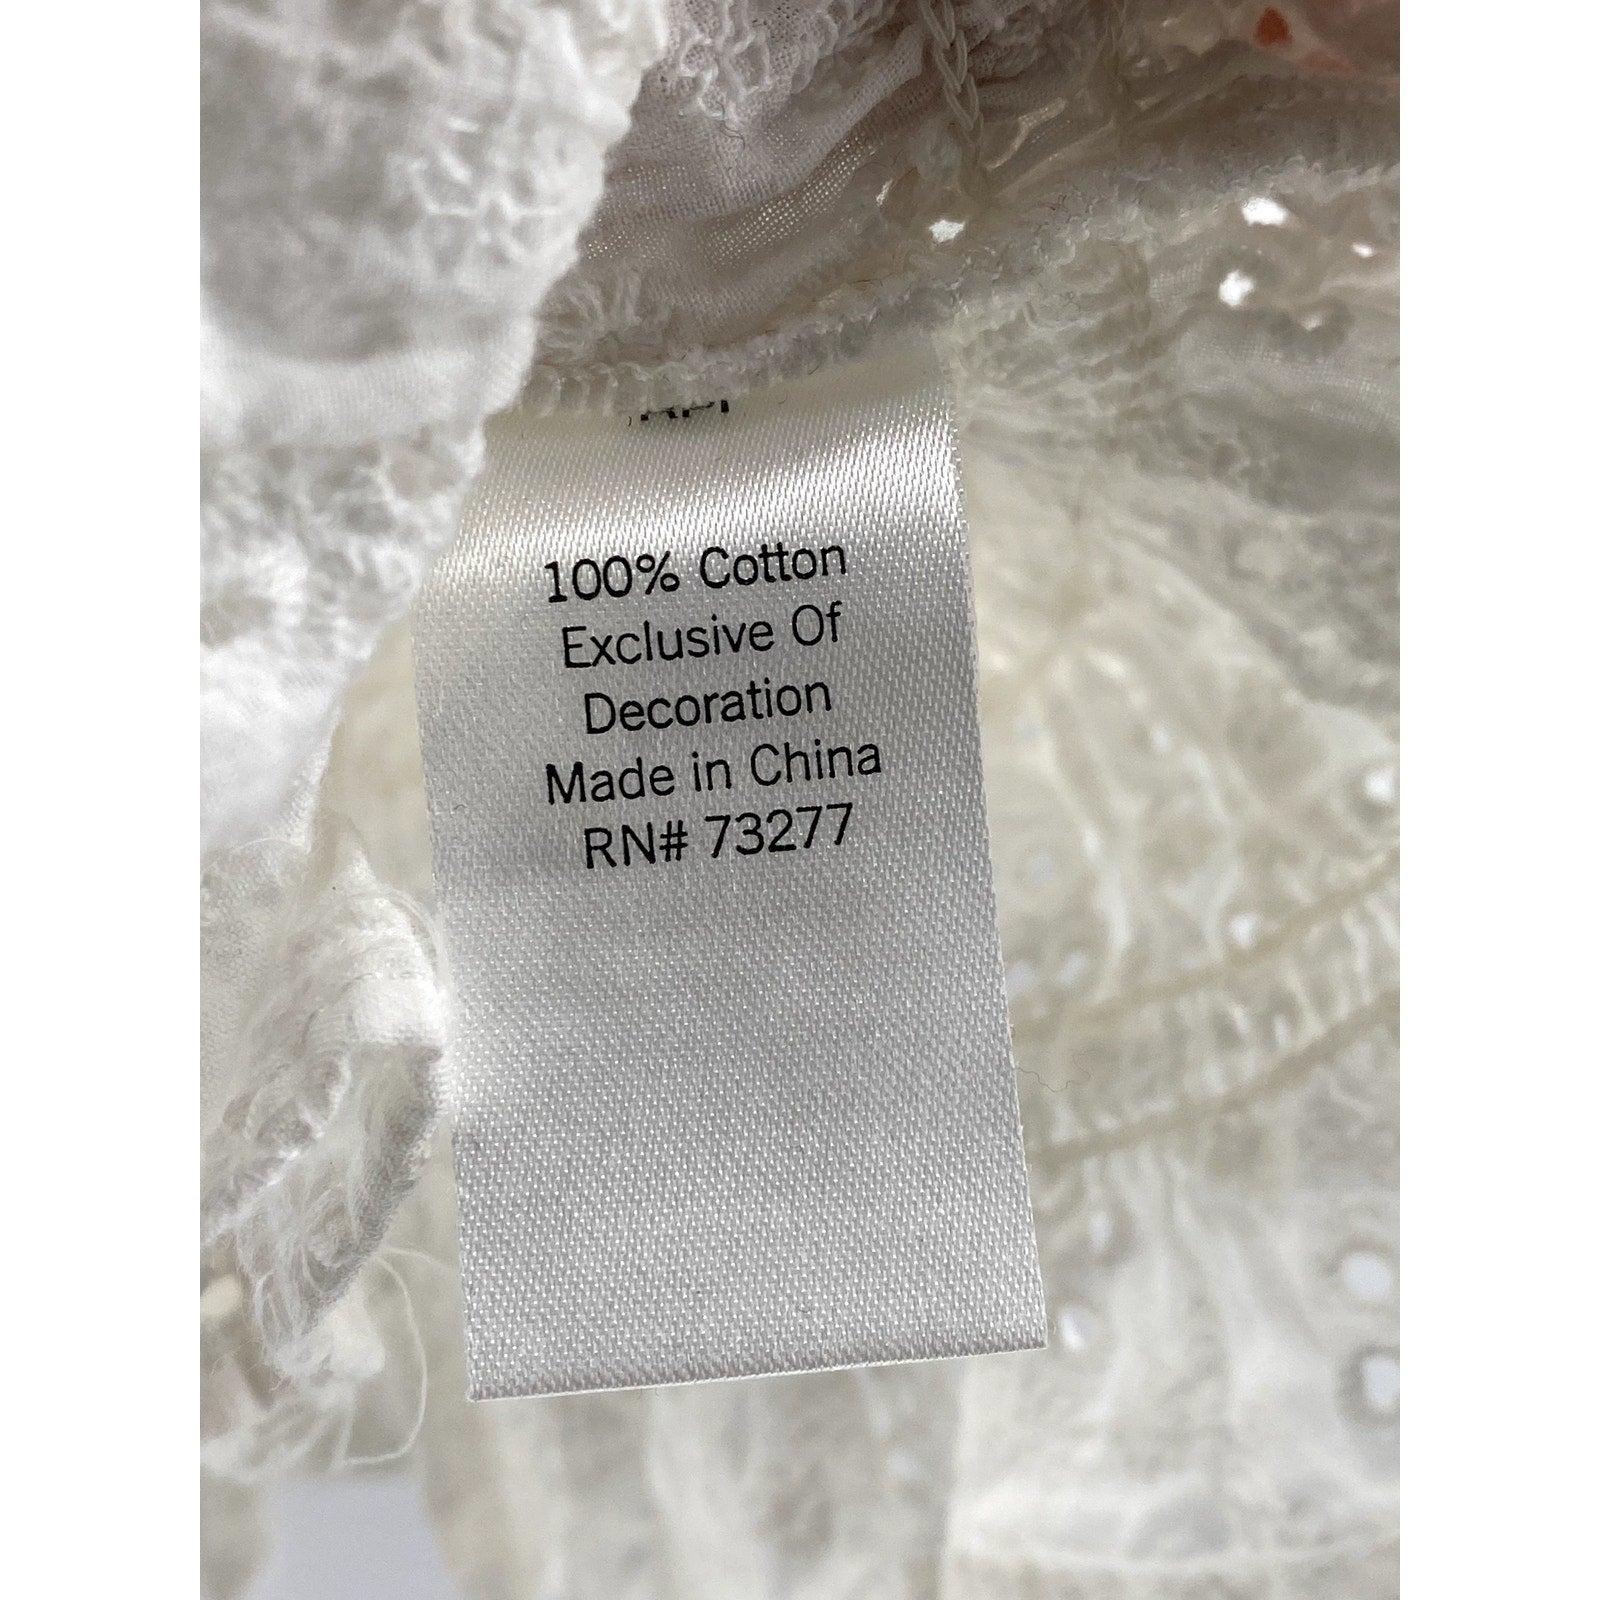 100% Cotton
Exclusive Of
Decoration
Made in China
RN# 73277